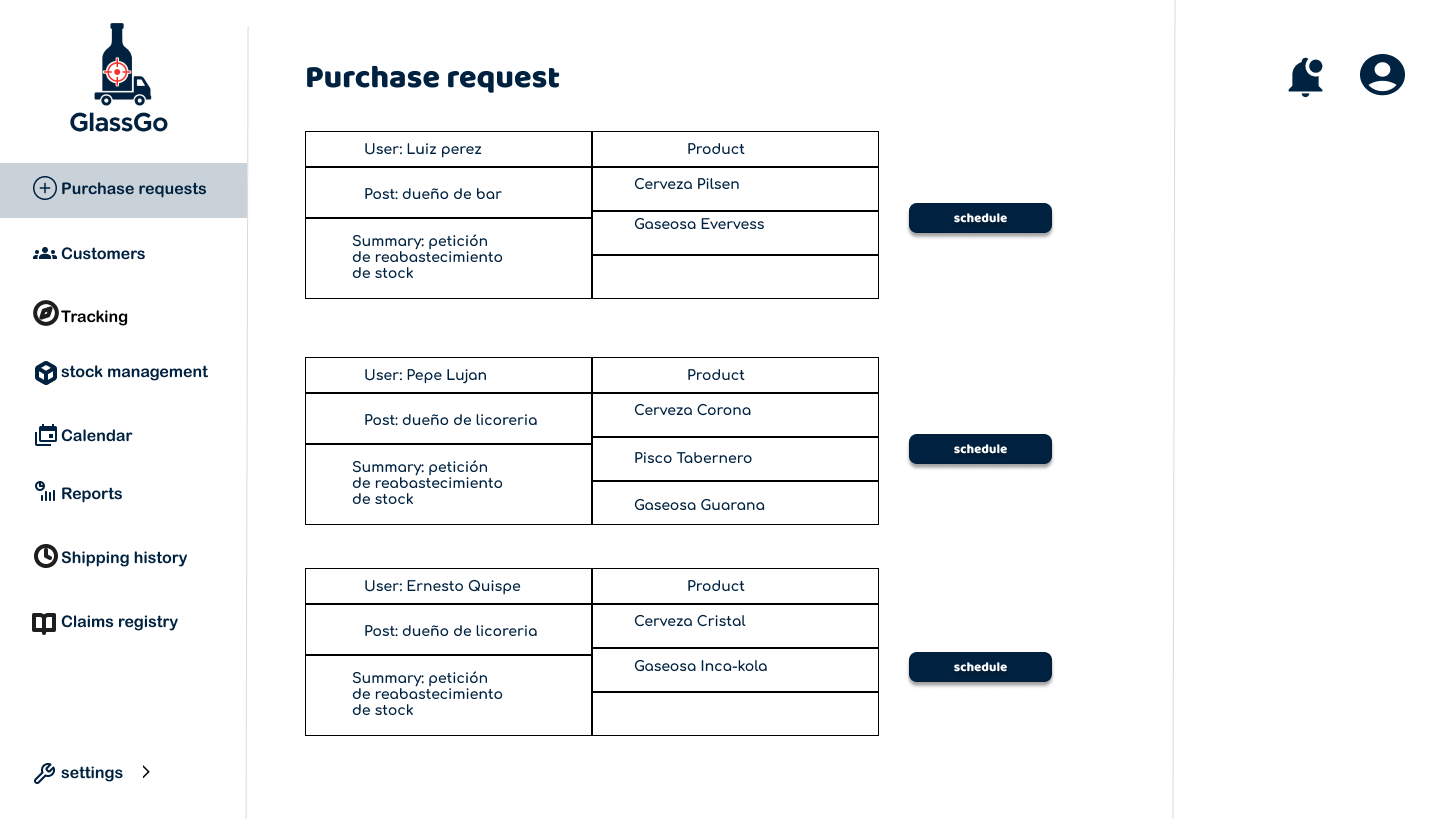 GlassGo
Purchase requests
Customers
Tracking
stock management
Calendar
Reports
Shipping history
Claims registry
settings
Purchase request
User: Luiz perez
Product
Post: dueño de bar
Cerveza Pilsen
Gaseosa Evervess
Summary: petición
de reabastecimiento
de stock
schedule
User: Pepe Lujan
Product
Post: dueño de licoreria
Cerveza Corona
Pisco Tabernero
Gaseosa Guarana
Summary: petición
de reabastecimiento
de stock
schedule
User: Ernesto Quispe
Product
Post: dueño de licoreria
Cerveza Cristal
Gaseosa Inca-kola
Summary: petición
de reabastecimiento
de stock
schedule